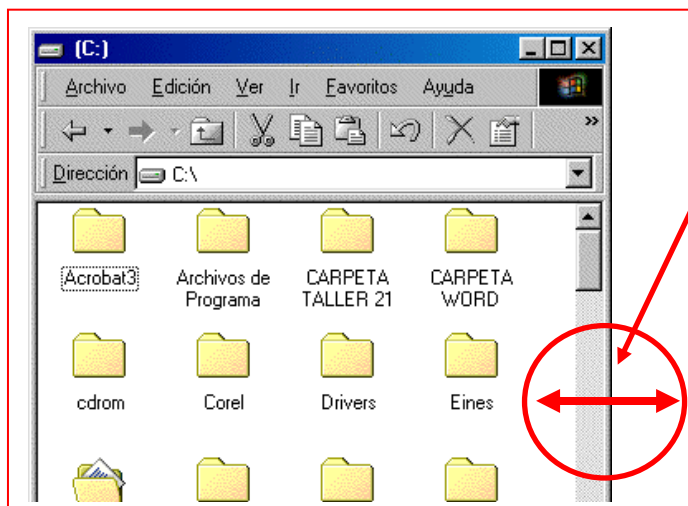 (C:)
Archivo Edición Ver Ir Favoritos Ayuda
»
Dirección C:\
Acrobat3 Archivos de Programa CARPETA TALLER 21 CARPETA WORD
cdrom Corel Drivers Eines